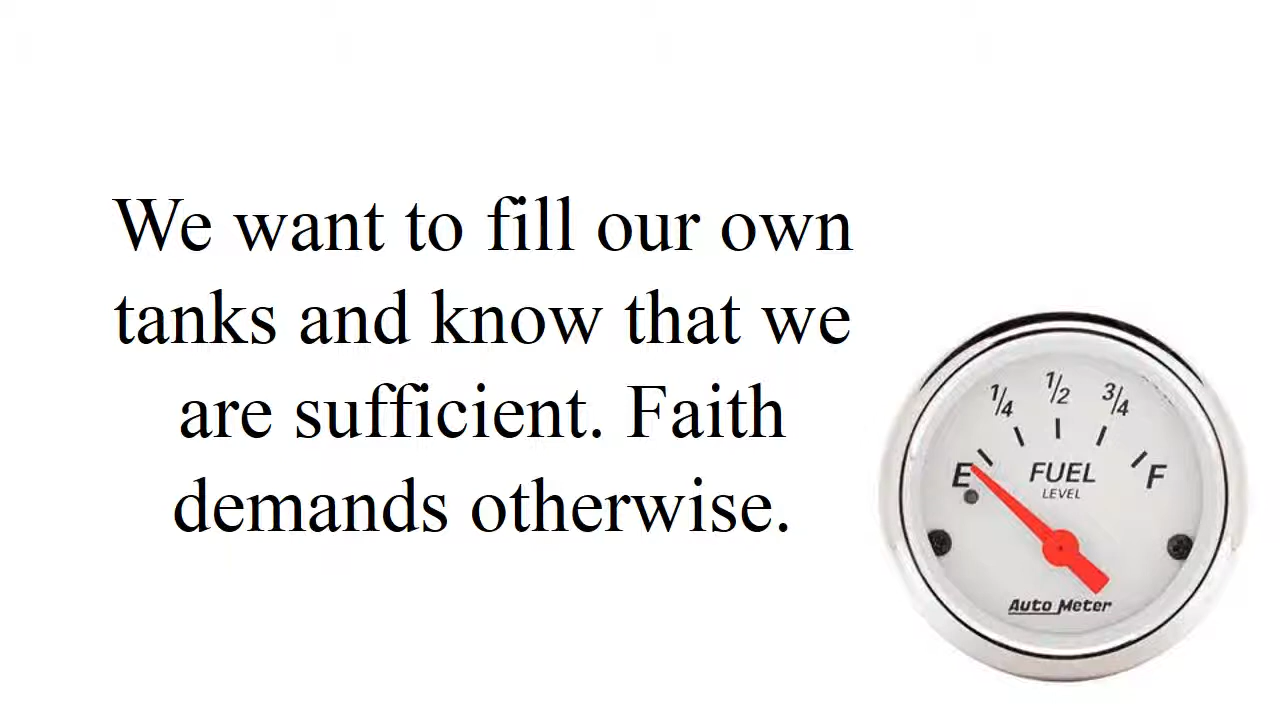 We want to fill our own
tanks and know that we
are sufficient. Faith
demands otherwise.
1/4 1/2 3/4
E FUEL F
LEVEL
Auto Meter